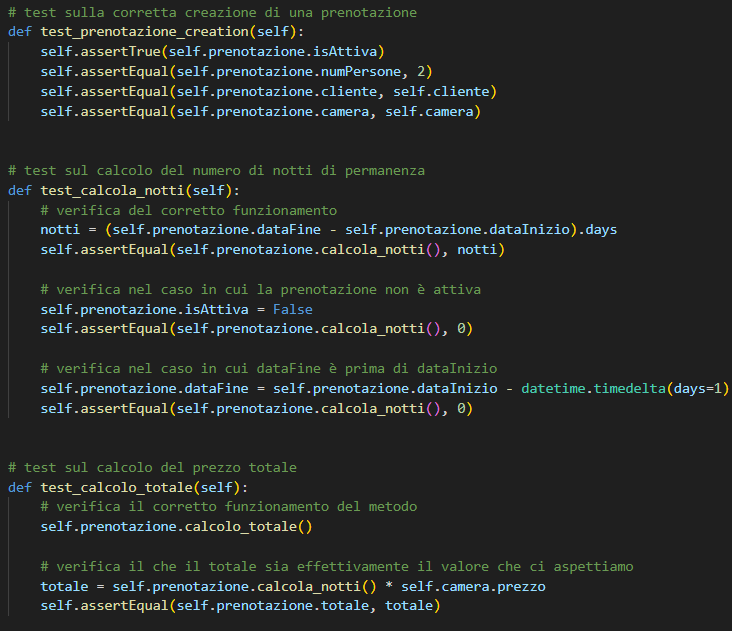 # test sulla corretta creazione di una prenotazione
def test_prenotazione_creation(self):
    self.assertTrue(self.prenotazione.isAttiva)
    self.assertEqual(self.prenotazione.numPersone, 2)
    self.assertEqual(self.prenotazione.cliente, self.cliente)
    self.assertEqual(self.prenotazione.camera, self.camera)


# test sul calcolo del numero di notti di permanenza
def test_calcola_notti(self):
    # verifica del corretto funzionamento
    notti = (self.prenotazione.dataFine - self.prenotazione.dataInizio).days
    self.assertEqual(self.prenotazione.calcola_notti(), notti)

    # verifica nel caso in cui la prenotazione non è attiva
    self.prenotazione.isAttiva = False
    self.assertEqual(self.prenotazione.calcola_notti(), 0)

    # verifica nel caso in cui dataFine è prima di dataInizio
    self.prenotazione.dataFine = self.prenotazione.dataInizio - datetime.timedelta(days=1)
    self.assertEqual(self.prenotazione.calcola_notti(), 0)


# test sul calcolo del prezzo totale
def test_calcolo_totale(self):
    # verifica il corretto funzionamento del metodo
    self.prenotazione.calcolo_totale()

    # verifica il che il totale sia effettivamente il valore che ci aspettiamo
    totale = self.prenotazione.calcola_notti() * self.camera.prezzo
    self.assertEqual(self.prenotazione.totale, totale)